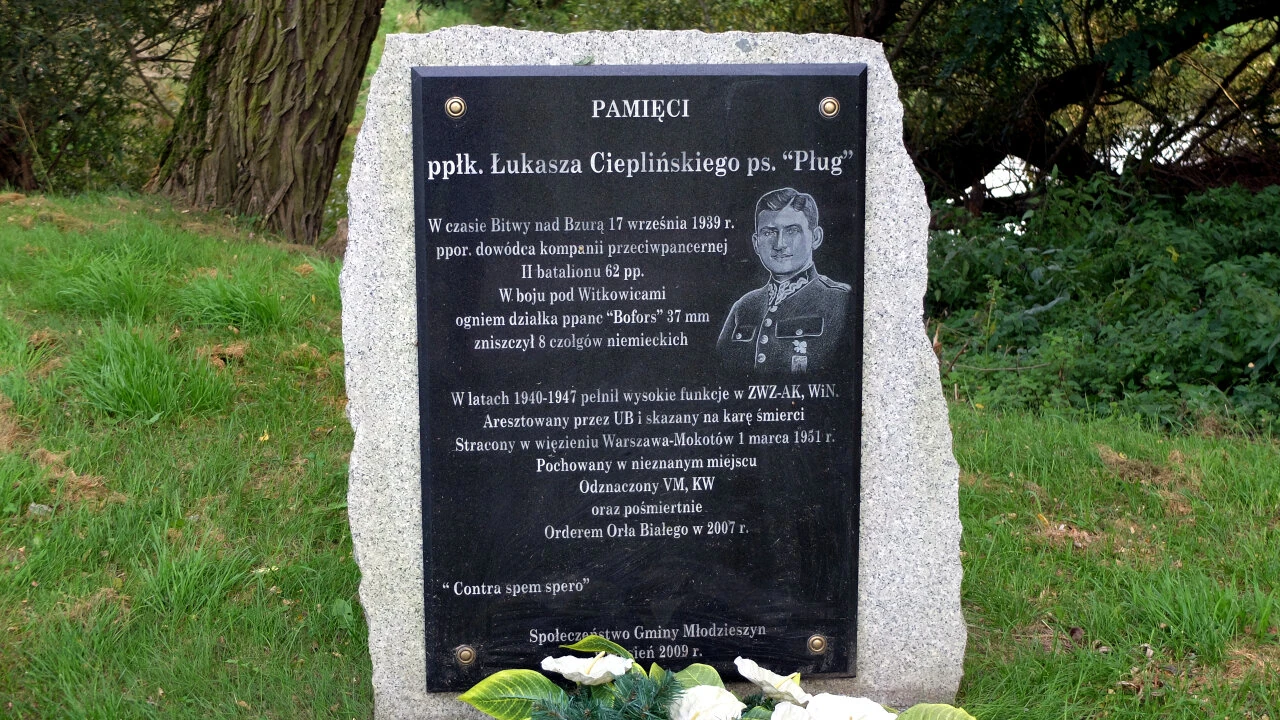 PAMIĘCI
ppłk. Łukasza Cieplińskiego ps. “Pług”
W czasie Bitwy nad Bzurą 17 września 1939 r.
ppor. dowódca kompanii przeciwpancernej
II batalionu 62 pp.
W boju pod Witkowicami
ogniem działka ppanc “Bofors” 37 mm
zniszczył 8 czołgów niemieckich
W latach 1940-1947 pełnił wysokie funkcje w ZWZ-AK, WiN.
Aresztowany przez UB i skazany na karę śmierci
Stracony w więzieniu Warszawa-Mokotów 1 marca 1951 r.
Pochowany w nieznanym miejscu
Odznaczony VM, KW
oraz pośmiertnie
Orderem Orła Białego w 2007 r.
“ Contra spem spero”
Społeczeństwo Gminy Młodzieszyn
2009 r.